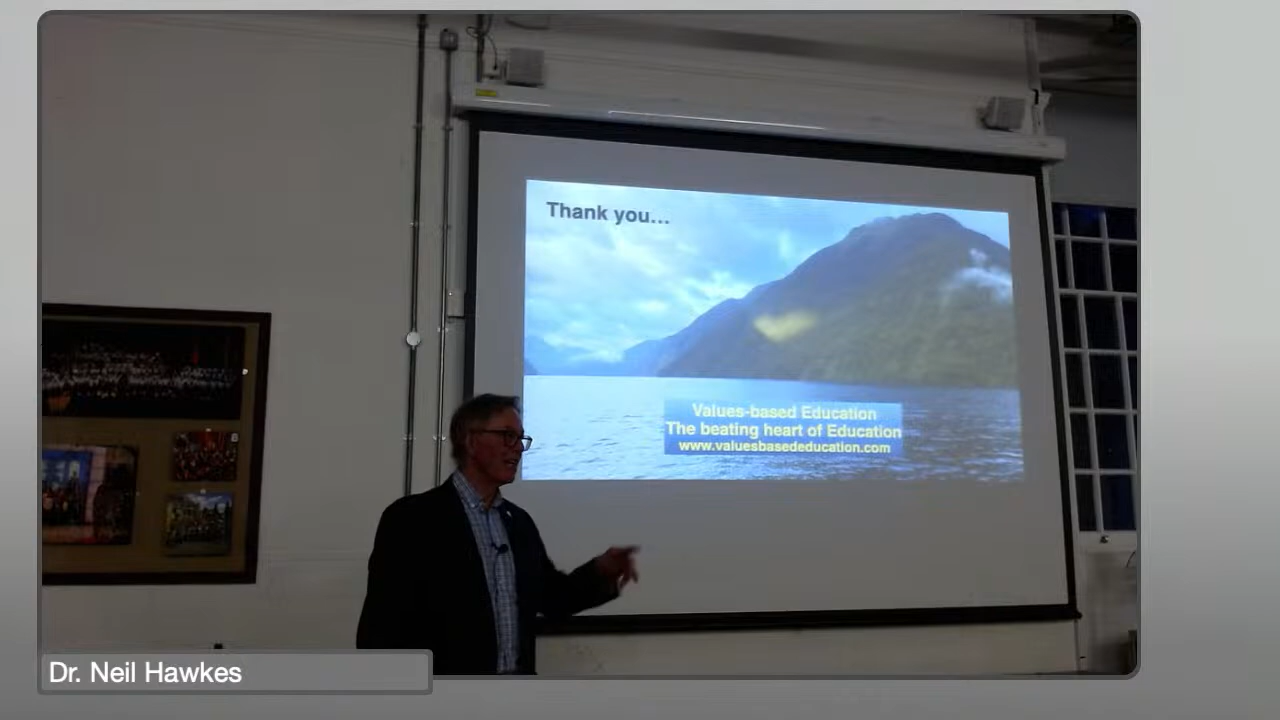 Thank you...
Values-based Education
The beating heart of Education
www.valuesbasededucation.com
Dr. Neil Hawkes